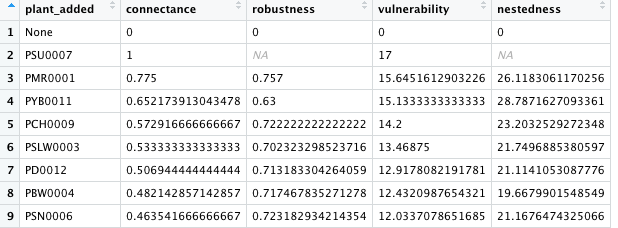 plant_added connectance robustness vulnerability nestedness
1 None 0 0 0 0
2 PSU0007 1 NA 17 NA
3 PMR0001 0.775 0.757 15.6451612903226 26.1183061170256
4 PYB0011 0.652173913043478 0.63 15.1333333333333 28.7871627093361
5 PCH0009 0.572916666666667 0.722222222222222 14.2 23.2032529272348
6 PSLW0003 0.533333333333333 0.702323298523716 13.46875 21.7496885380597
7 PD0012 0.506944444444444 0.713183304264059 12.9178082191781 21.1141053087776
8 PBW0004 0.482142857142857 0.717467835271278 12.4320987654321 19.6679901548549
9 PSN0006 0.463541666666667 0.723182934214354 12.0337078651685 21.1676474325066